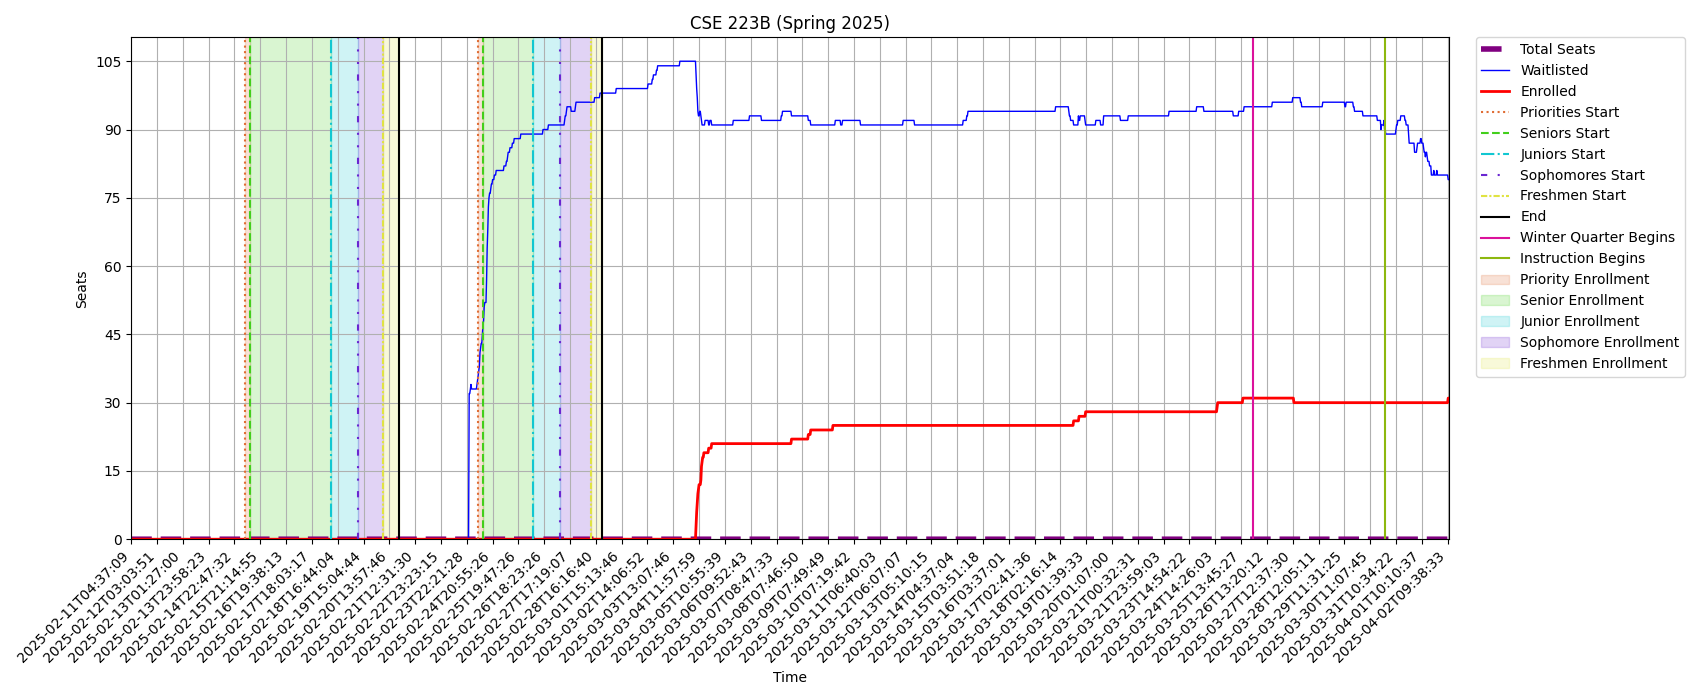 CSE 223B (Spring 2025)
Seats
105
90
75
60
45
30
15
0
2025-02-11T04:37:09
2025-02-12T03:03:51
2025-02-13T01:27:00
2025-02-13T23:58:23
2025-02-14T22:47:32
2025-02-15T21:14:55
2025-02-16T19:38:13
2025-02-17T18:03:17
2025-02-18T16:44:04
2025-02-19T15:04:44
2025-02-20T13:57:46
2025-02-21T12:31:30
2025-02-22T23:23:15
2025-02-23T22:21:28
2025-02-24T20:55:26
2025-02-25T19:47:26
2025-02-26T18:23:26
2025-02-27T17:19:07
2025-02-28T16:16:40
2025-03-01T15:13:46
2025-03-02T14:06:52
2025-03-03T13:07:46
2025-03-04T11:57:59
2025-03-05T10:55:39
2025-03-06T09:52:43
2025-03-07T08:47:33
2025-03-08T07:46:50
2025-03-09T07:49:49
2025-03-10T07:19:42
2025-03-11T06:40:03
2025-03-12T06:07:07
2025-03-13T05:10:15
2025-03-14T04:37:04
2025-03-15T03:51:18
2025-03-16T03:37:01
2025-03-17T02:41:36
2025-03-18T02:16:14
2025-03-19T01:39:33
2025-03-20T01:07:00
2025-03-21T00:32:31
2025-03-21T23:59:03
2025-03-23T14:54:22
2025-03-24T14:26:03
2025-03-25T13:45:27
2025-03-26T13:20:12
2025-03-27T12:37:30
2025-03-28T12:05:11
2025-03-29T11:31:25
2025-03-30T11:07:45
2025-03-31T10:34:22
2025-04-01T10:10:37
2025-04-02T09:38:33
Time
Total Seats
Waitlisted
Enrolled
Priorities Start
Seniors Start
Juniors Start
Sophomores Start
Freshmen Start
End
Winter Quarter Begins
Instruction Begins
Priority Enrollment
Senior Enrollment
Junior Enrollment
Sophomore Enrollment
Freshmen Enrollment